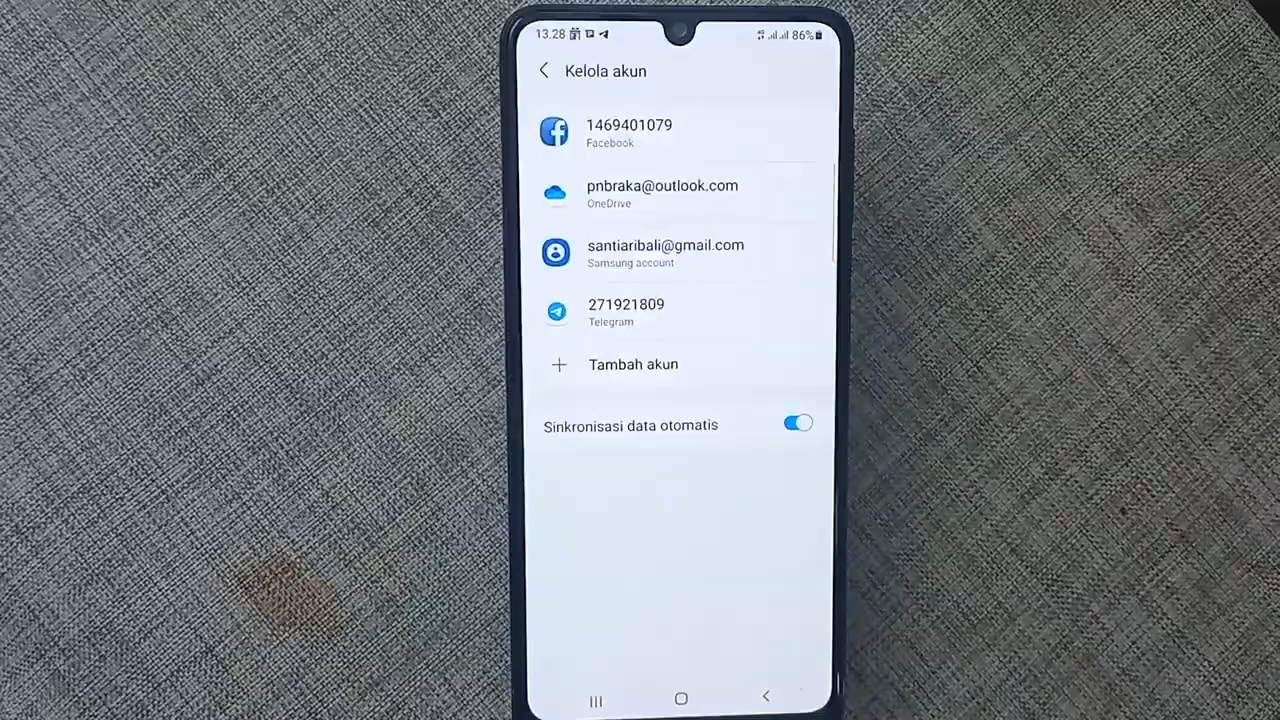 13.28
86%
Kelola akun
1469401079
Facebook
pnbraka@outlook.com
OneDrive
santiaribali@gmail.com
Samsung account
271921809
Telegram
Tambah akun
Sinkronisasi data otomatis